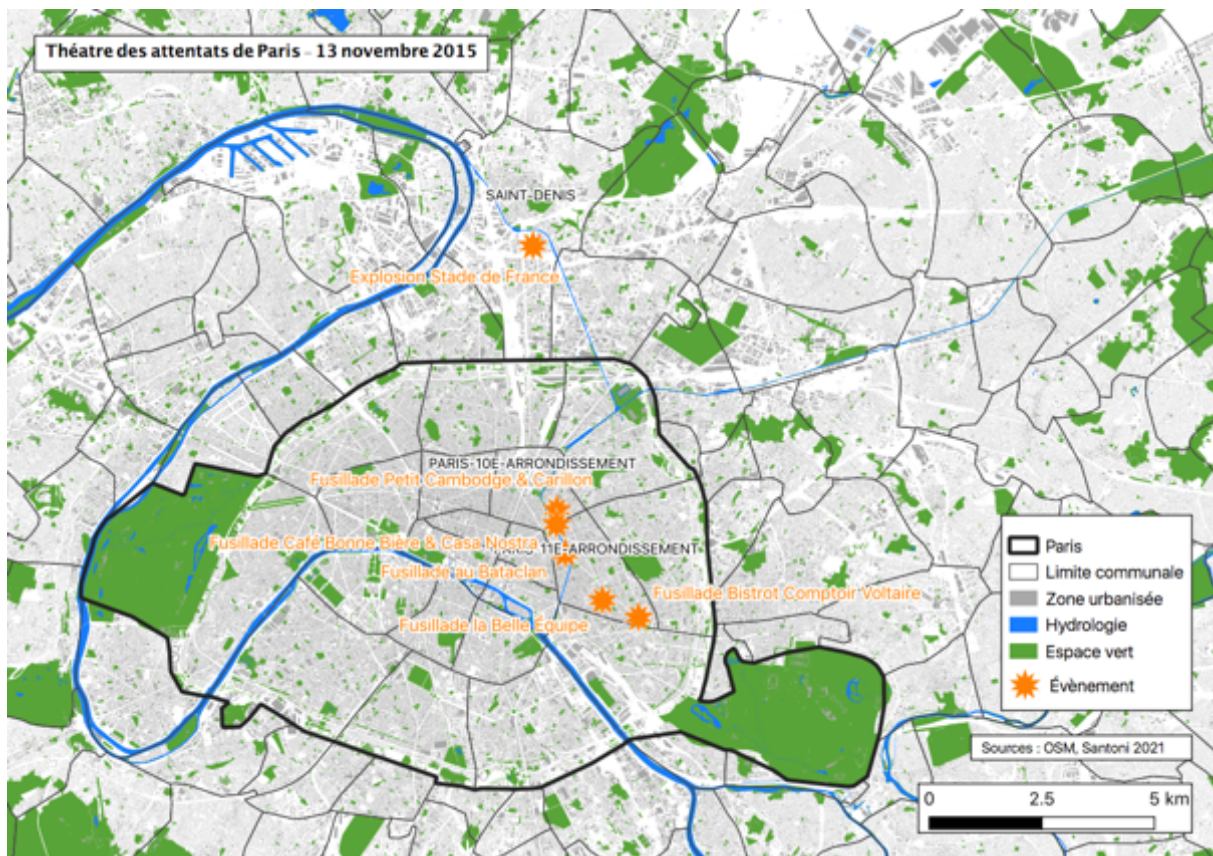 Théatre des attentats de Paris – 13 novembre 2015
SAINT-DENIS
Explosion Stade de France
PARIS-10E-ARRONDISSEMENT
Fusillade Petit Cambodge & Carillon
Fusillade Café Bonne Bière & Casa Nostra
11E-ARRONDISSEMENT
Fusillade au Bataclan
Fusillade Bistrot Comptoir Voltaire
Fusillade la Belle Équipe
Paris
Limite communale
Zone urbanisée
Hydrologie
Espace vert
Évènement
Sources : OSM, Santoni 2021
0 2.5 5 km